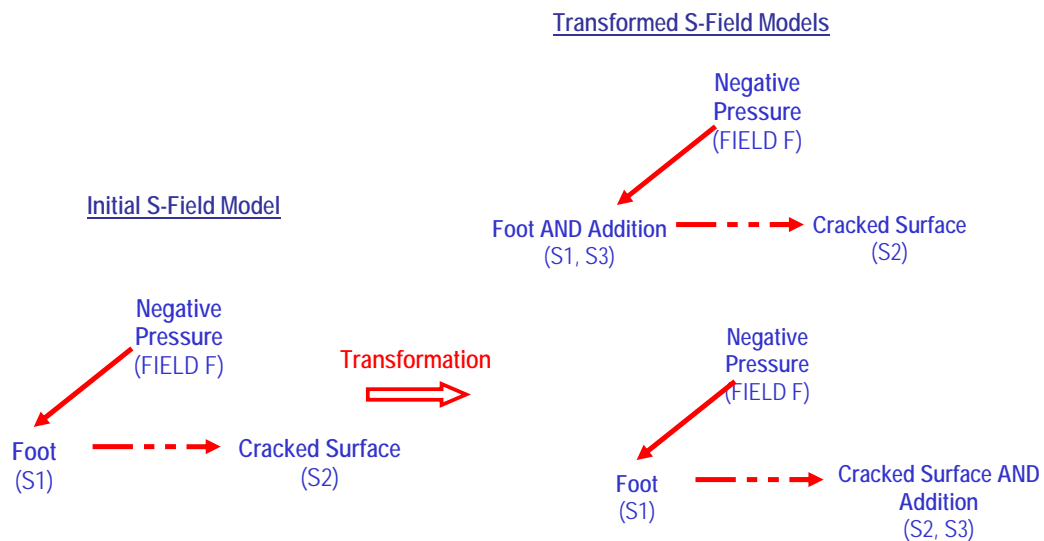 Transformed S-Field Models
Negative
Pressure
(FIELD F)
Foot AND Addition
(S1, S3)
Cracked Surface
(S2)
Initial S-Field Model
Negative
Pressure
(FIELD F)
Foot
(S1)
Cracked Surface
(S2)
Transformation
Negative
Pressure
(FIELD F)
Foot
(S1)
Cracked Surface AND
Addition
(S2, S3)